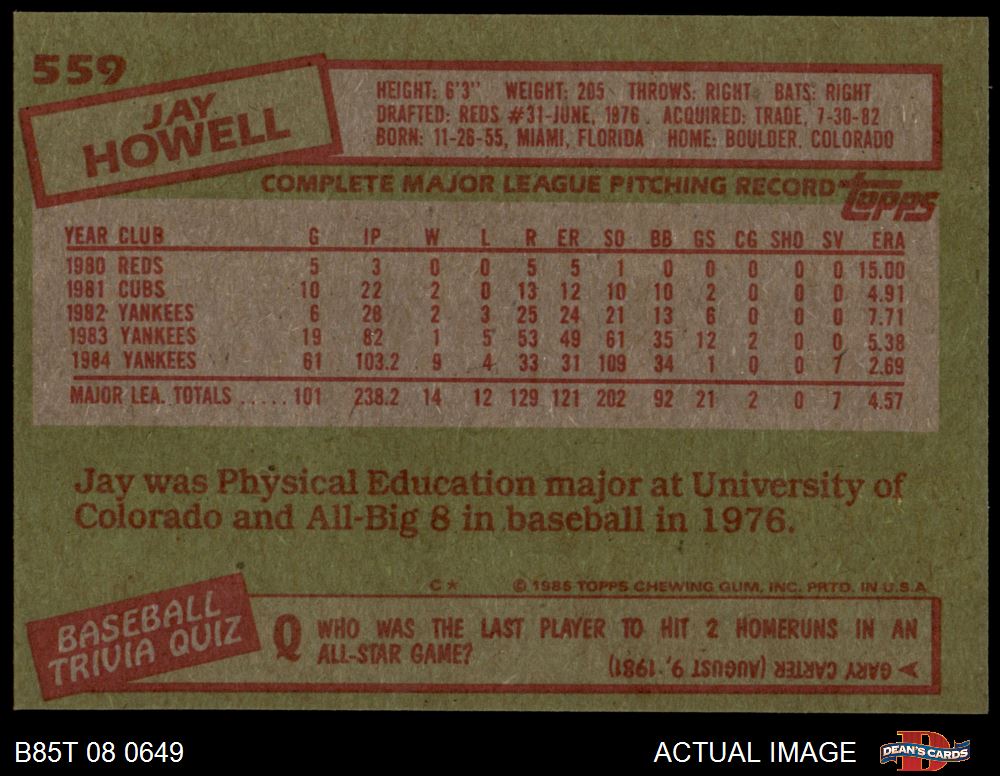 559
JAY
HOWELL
HEIGHT: 6'3" WEIGHT: 205 THROWS: RIGHT BATS: RIGHT
DRAFTED: REDS #31-JUNE, 1976 ACQUIRED: TRADE, 7-30-82
BORN: 11-26-55, MIAMI, FLORIDA HOME: BOULDER, COLORADO
COMPLETE MAJOR LEAGUE PITCHING RECORD topps
YEAR CLUB G IP W L R ER SO BB GS CG SHO SV ERA
1980 REDS 5 3 0 0 5 5 1 0 0 0 0 0 15.00
1981 CUBS 10 22 2 0 13 12 10 10 2 0 0 0 4.91
1982 YANKEES 6 28 2 3 25 24 21 13 6 0 0 0 7.71
1983 YANKEES 19 82 1 5 53 49 61 35 12 2 0 0 5.38
1984 YANKEES 61 103.2 9 4 33 31 109 34 1 0 0 7 2.69
MAJOR LEA. TOTALS ..... 101 238.2 14 12 129 121 202 92 21 2 0 7 4.57
Jay was Physical Education major at University of
Colorado and All-Big 8 in baseball in 1976.
C* © 1985 TOPPS CHEWING GUM, INC. PRTD. IN U.S.A.
BASEBALL
TRIVIA QUIZ
Q WHO WAS THE LAST PLAYER TO HIT 2 HOMERUNS IN AN
ALL-STAR GAME?
GARY CARTER (AUGUST 9, 1981)
B85T 08 0649 ACTUAL IMAGE DEAN'S CARDS